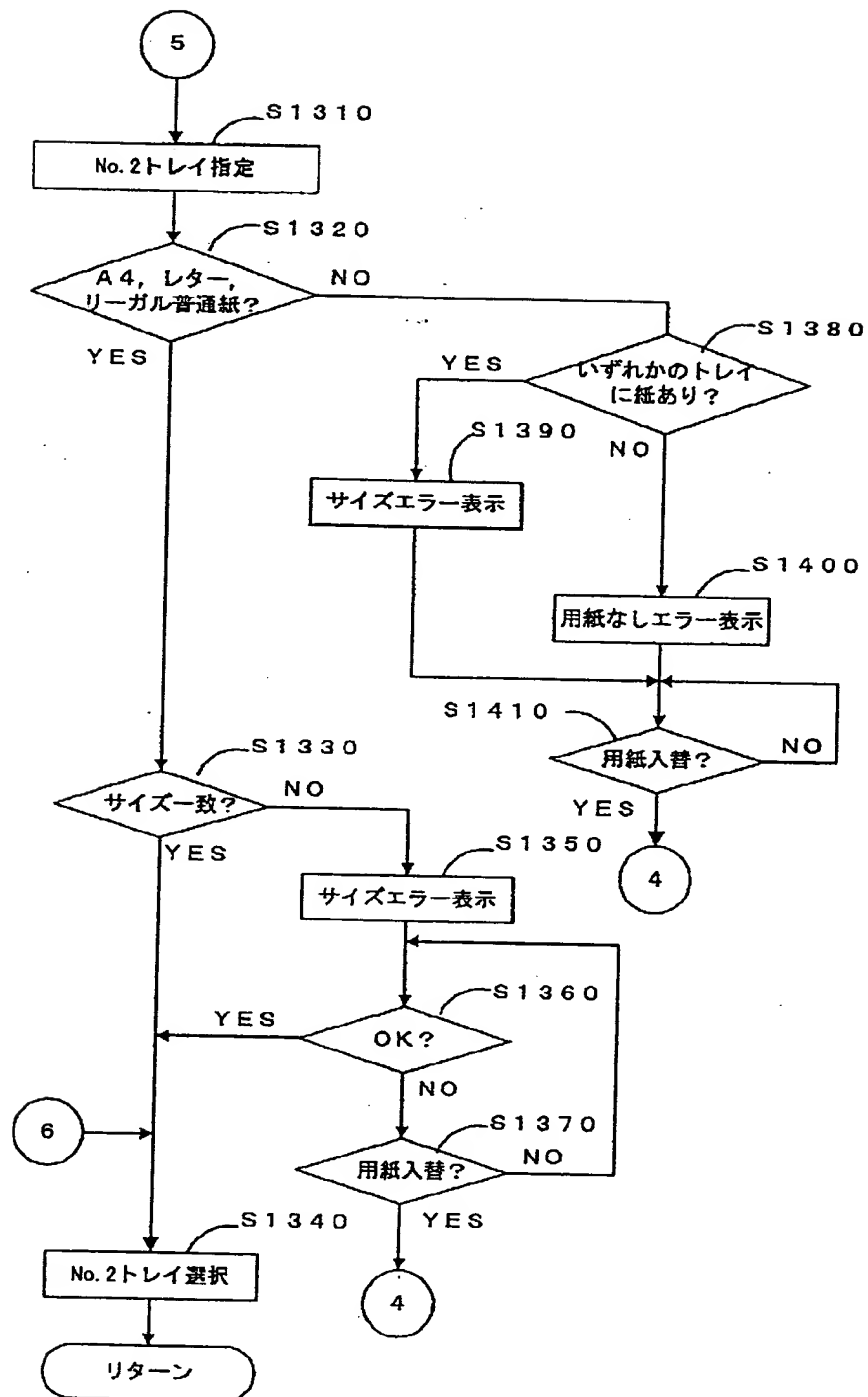 5
S1310
No.2トレイ指定
S1320
A4，レター，
リーガル普通紙？
NO
YES
S1380
いずれかのトレイ
に紙あり？
YES
NO
S1390
サイズエラー表示
S1400
用紙なしエラー表示
S1410
用紙入替？
NO
YES
4
S1330
サイズ一致？
NO
YES
S1350
サイズエラー表示
S1360
OK？
YES
NO
6
S1370
用紙入替？
NO
YES
4
S1340
No.2トレイ選択
リターン